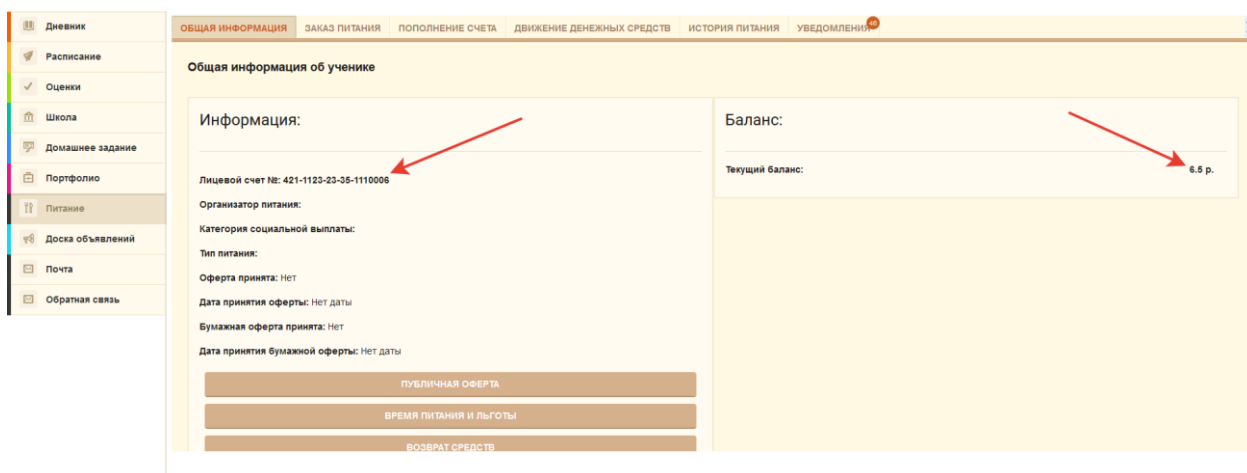 Дневник
Расписание
Оценки
Школа
Домашнее задание
Портфолио
Питание
Доска объявлений
Почта
Обратная связь
ОБЩАЯ ИНФОРМАЦИЯ ЗАКАЗ ПИТАНИЯ ПОПОЛНЕНИЕ СЧЕТА ДВИЖЕНИЕ ДЕНЕЖНЫХ СРЕДСТВ ИСТОРИЯ ПИТАНИЯ УВЕДОМЛЕНИЯ 46
Общая информация об ученике
Информация:
Лицевой счет №: 421-1123-23-35-1110006
Организатор питания:
Категория социальной выплаты:
Тип питания:
Оферта принята: Нет
Дата принятия оферты: Нет даты
Бумажная оферта принята: Нет
Дата принятия бумажной оферты: Нет даты
ПУБЛИЧНАЯ ОФЕРТА
ВРЕМЯ ПИТАНИЯ И ЛЬГОТЫ
ВОЗВРАТ СРЕДСТВ
Баланс:
Текущий баланс: 6.5 р.